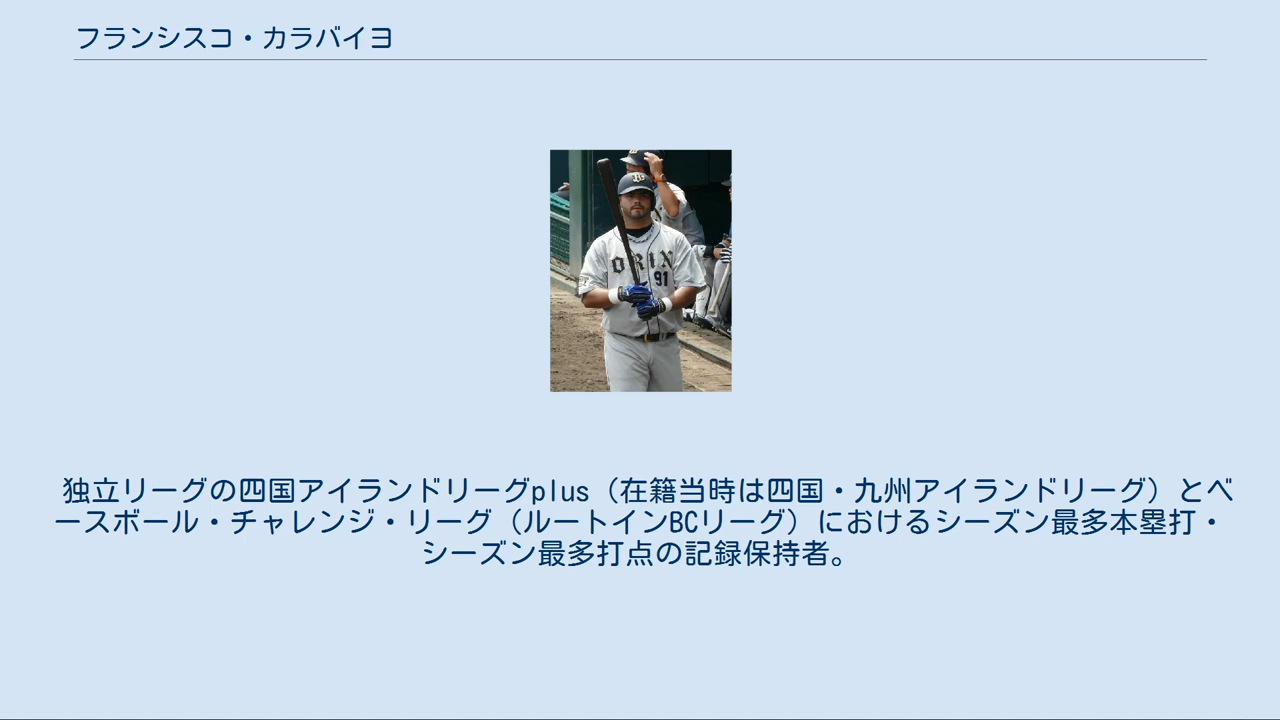 フランシスコ・カラバイヨ
ORIX
91
独立リーグの四国アイランドリーグplus（在籍当時は四国・九州アイランドリーグ）とベ
ースボール・チャレンジ・リーグ（ルートインBCリーグ）におけるシーズン最多本塁打・
シーズン最多打点の記録保持者。